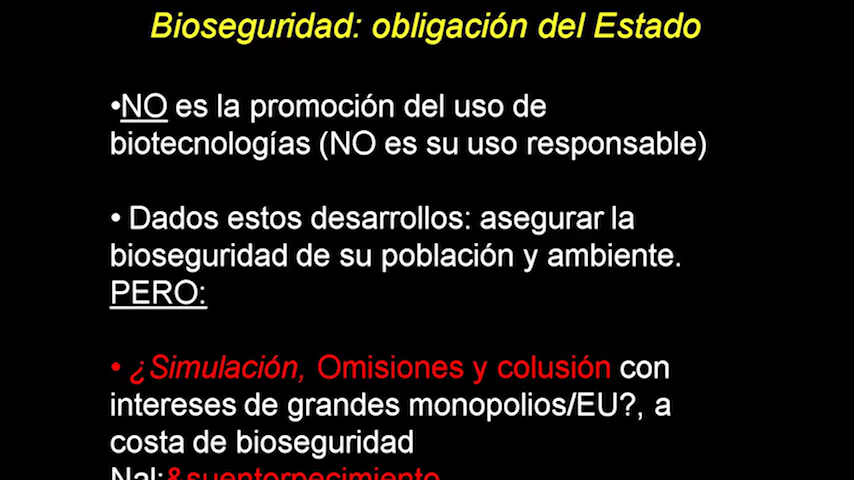 Bioseguridad: obligación del Estado
•NO es la promoción del uso de
biotecnologías (NO es su uso responsable)
• Dados estos desarrollos: asegurar la
bioseguridad de su población y ambiente.
PERO:
• ¿Simulación, Omisiones y colusión con
intereses de grandes monopolios/EU?, a
costa de bioseguridad
Nal:&suentorpecimiento